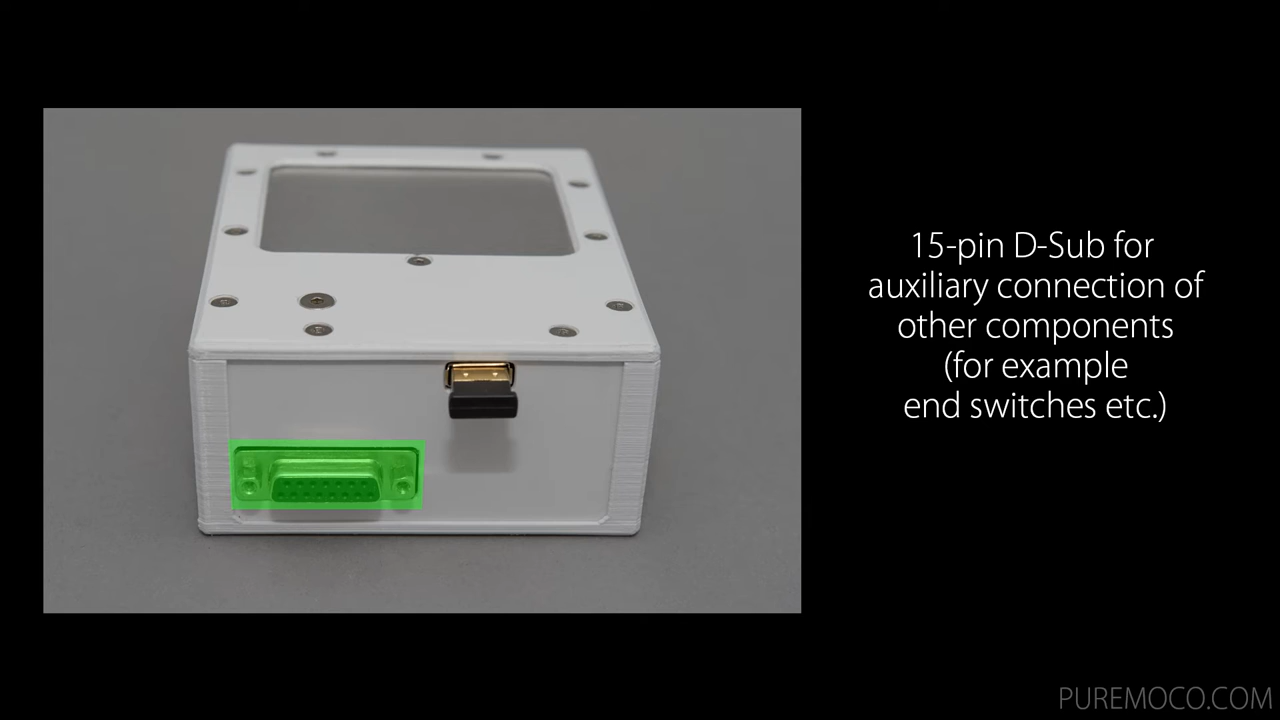 15-pin D-Sub for
auxiliary connection of
other components
(for example
end switches etc.)
PUREMOCO.COM